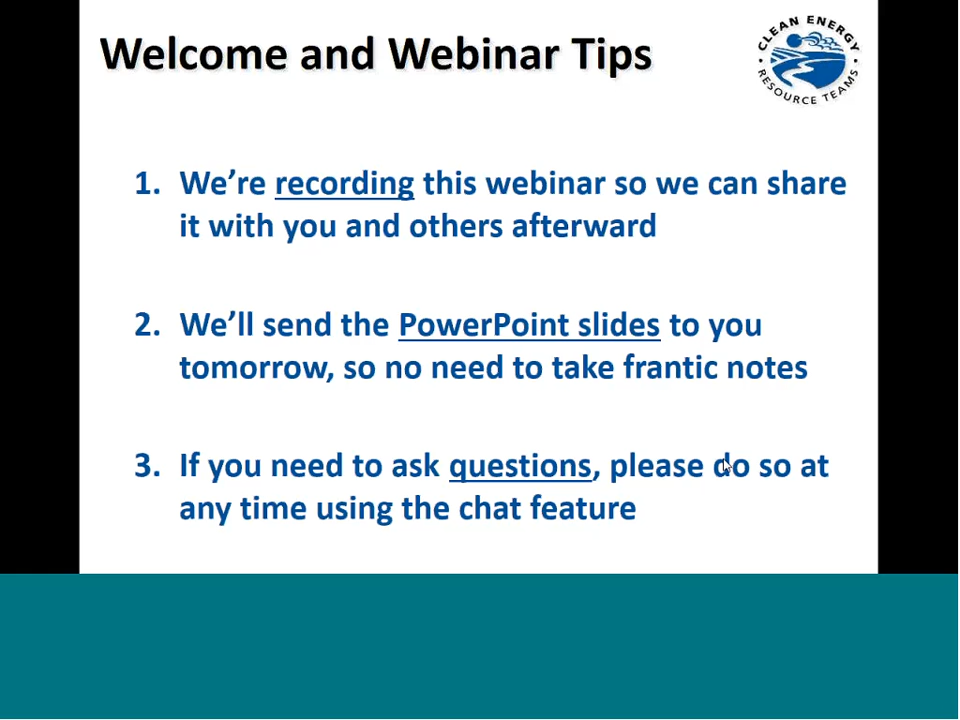 Welcome and Webinar Tips
CLEAN ENERGY
• RESOURCE TEAMS •
1. We’re recording this webinar so we can share
it with you and others afterward
2. We’ll send the PowerPoint slides to you
tomorrow, so no need to take frantic notes
3. If you need to ask questions, please do so at
any time using the chat feature